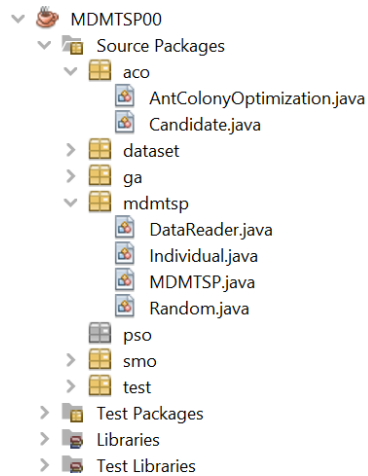 MDMTSP00
Source Packages
aco
AntColonyOptimization.java
Candidate.java
dataset
ga
mdmtsp
DataReader.java
Individual.java
MDMTSP.java
Random.java
pso
smo
test
Test Packages
Libraries
Test Libraries